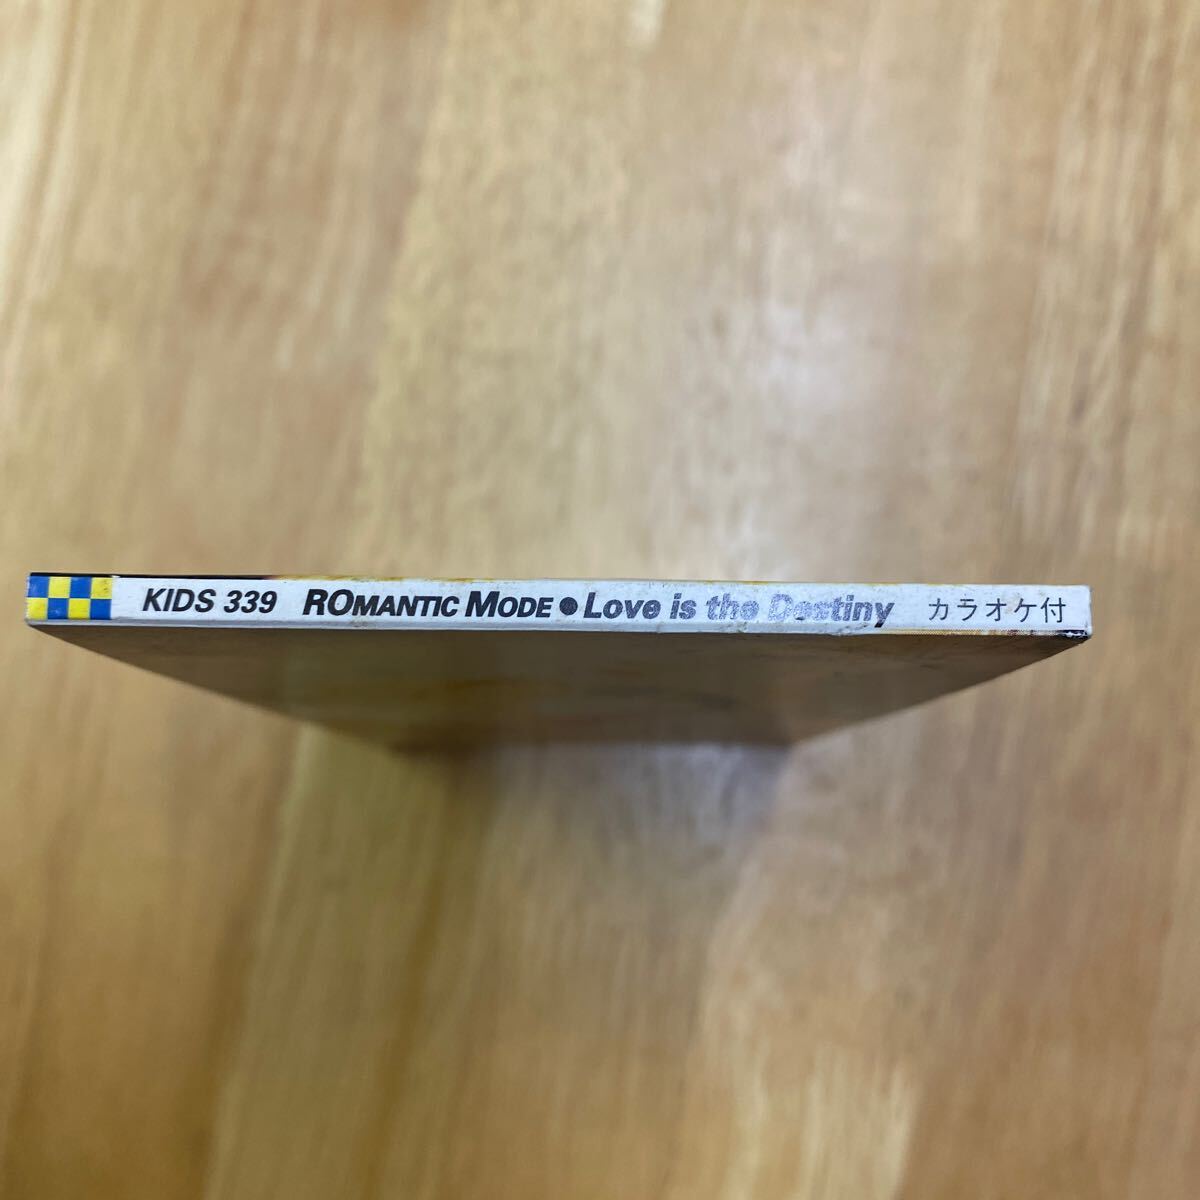 KIDS 339 ROMANTIC MODE ● Love is the Destiny カラオケ付